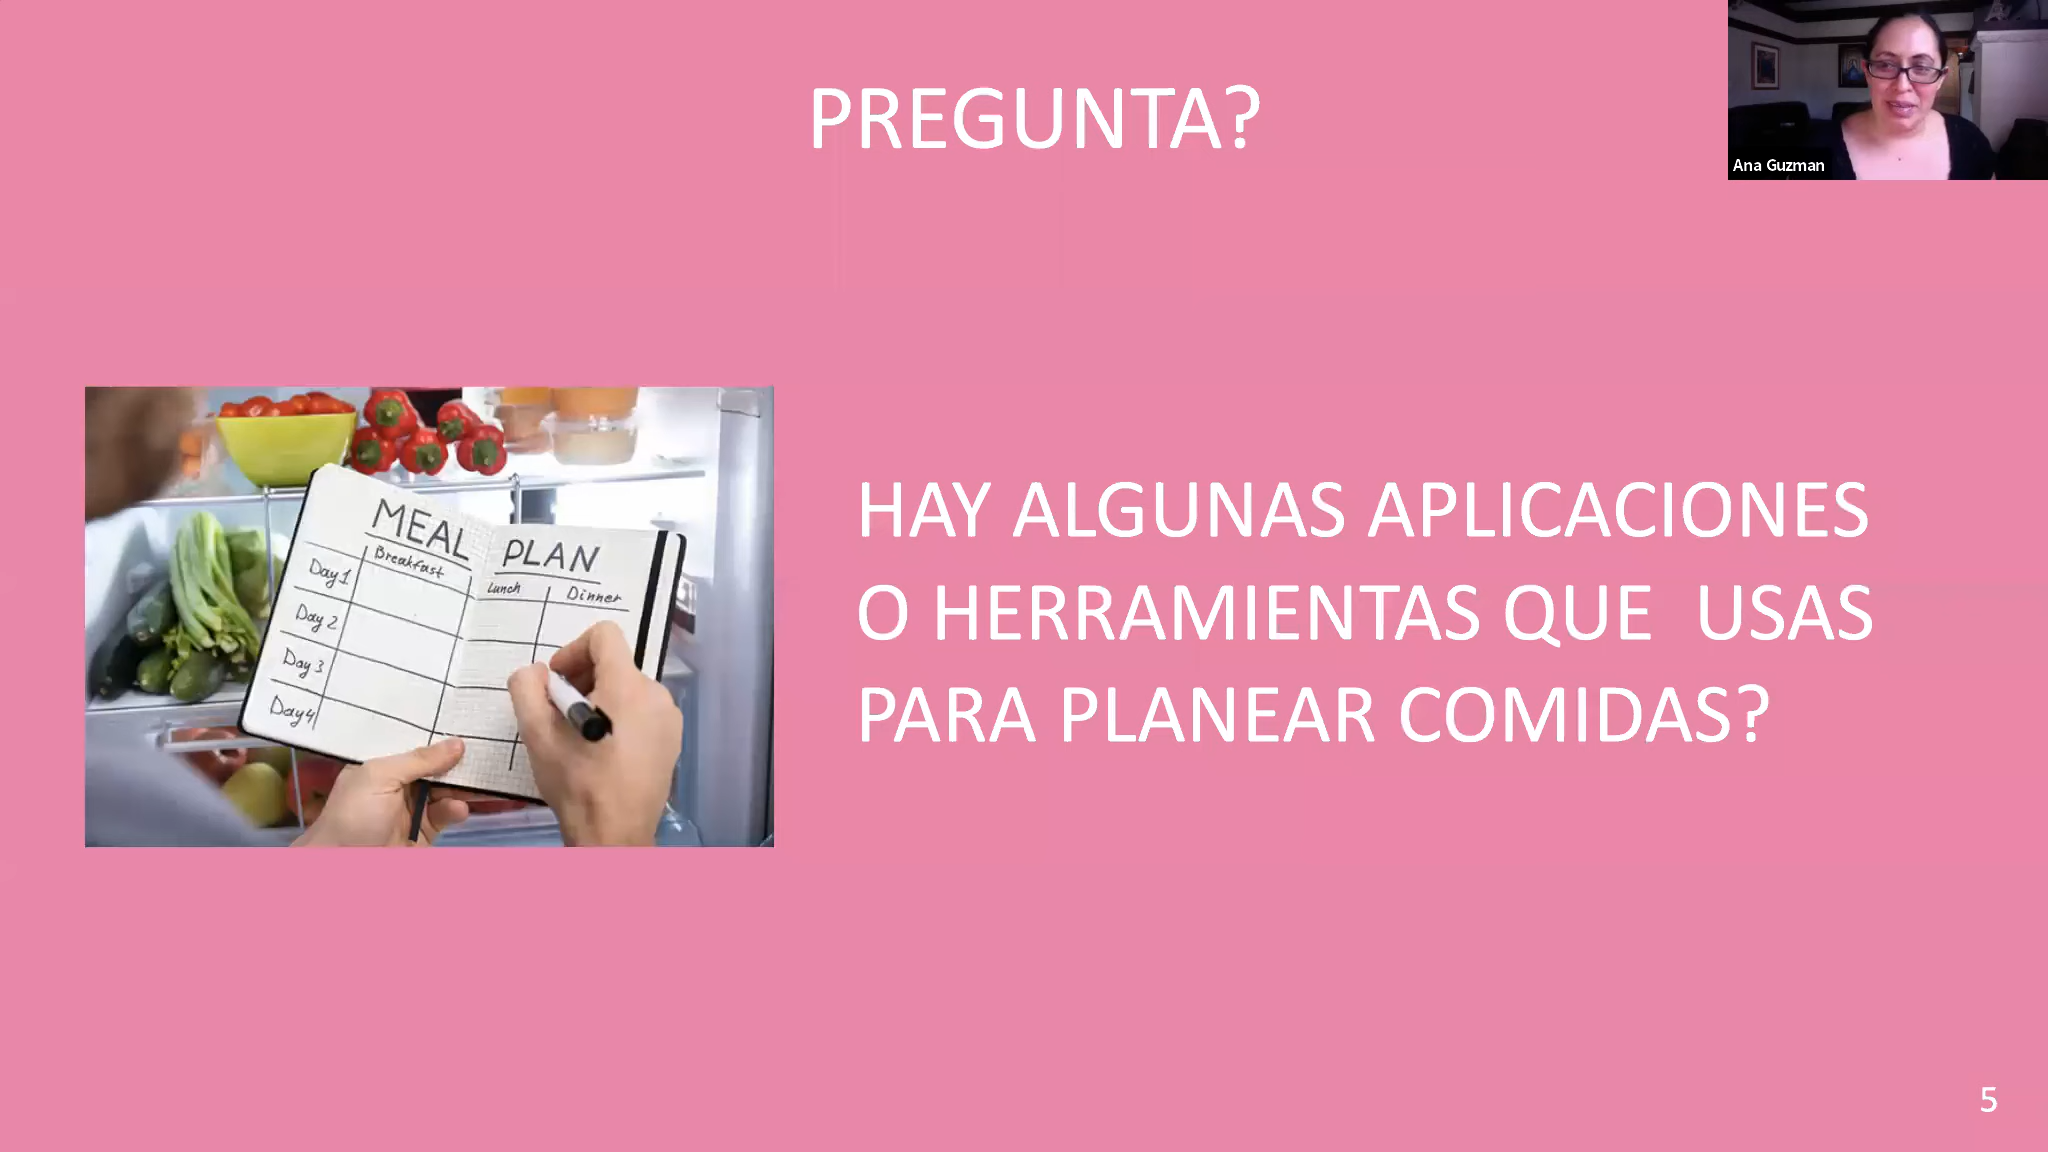 PREGUNTA?
Ana Guzman
MEAL PLAN
Breakfast Lunch Dinner
Day 1
Day 2
Day 3
Day 4
HAY ALGUNAS APLICACIONES
O HERRAMIENTAS QUE USAS
PARA PLANEAR COMIDAS?
5